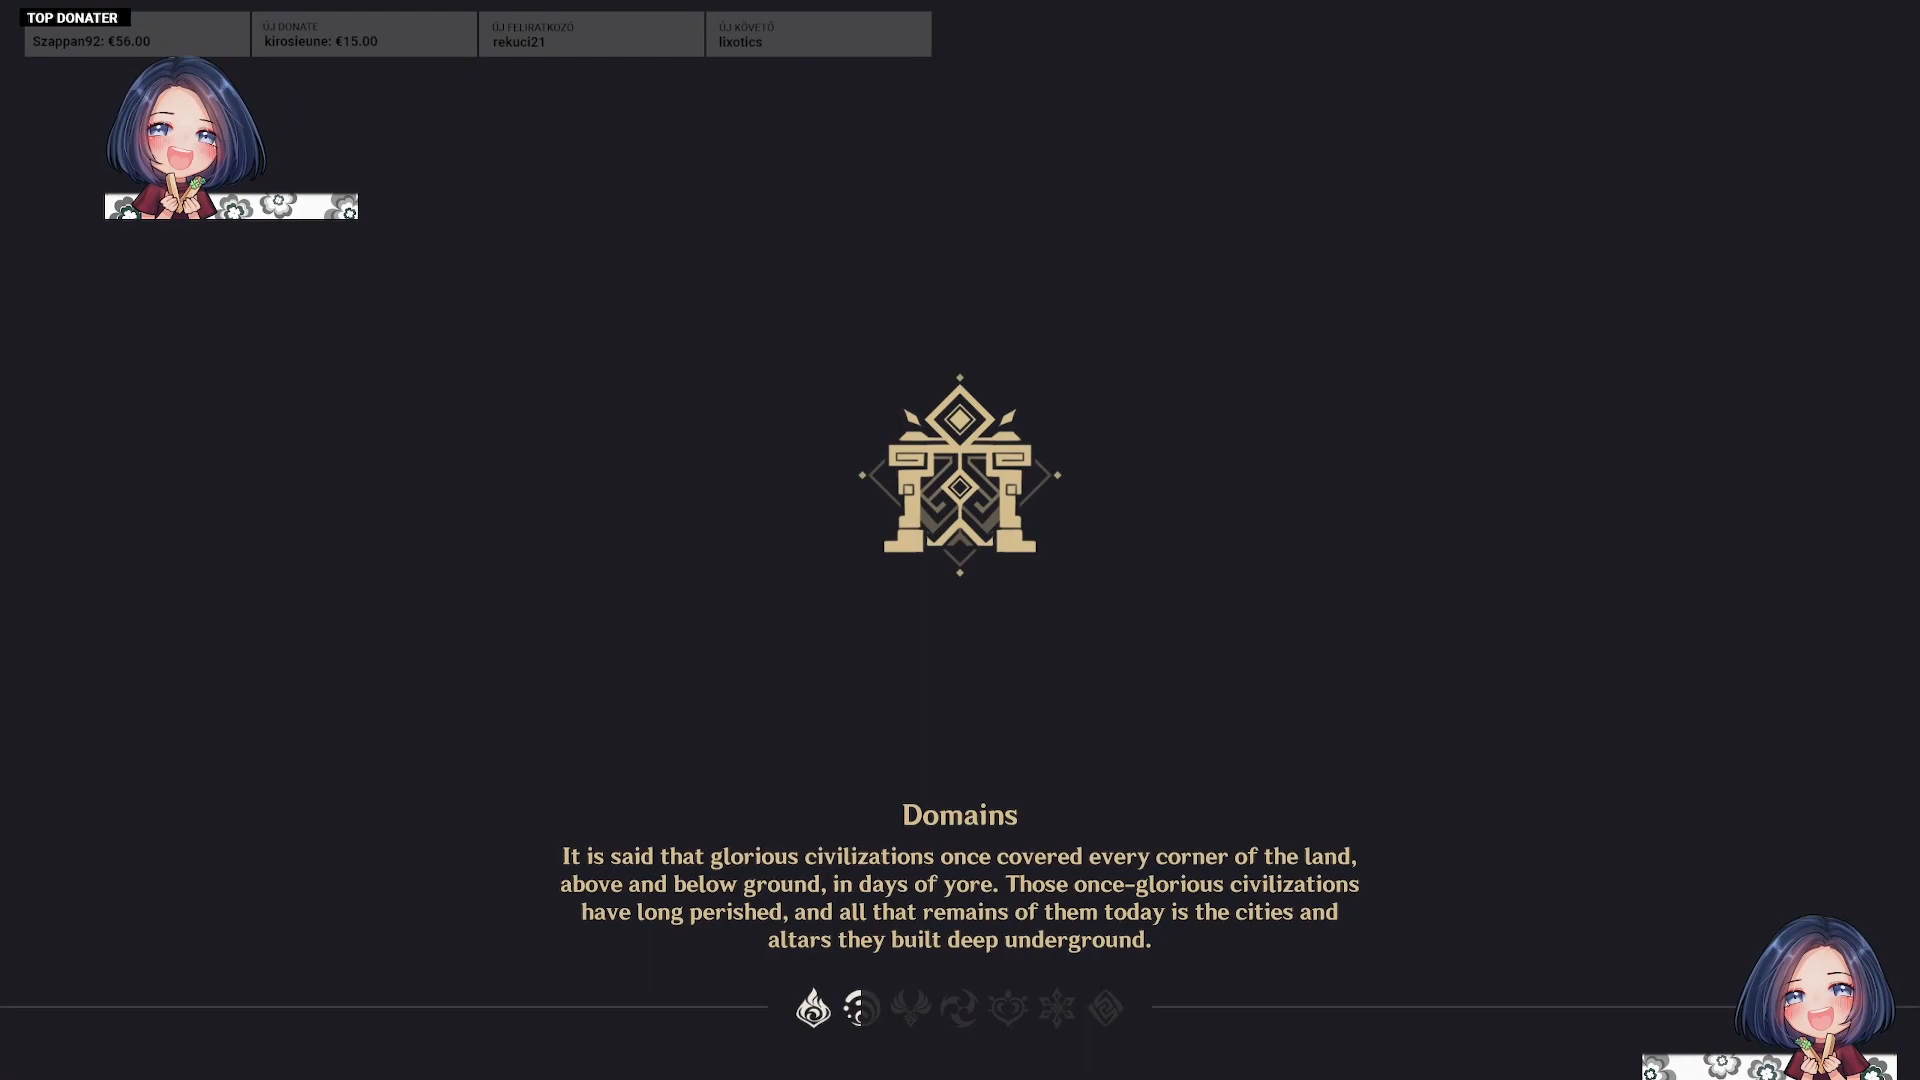 TOP DONATER
Szappan92: €56.00
ÚJ DONATE
kirosieune: €15.00
ÚJ FELIRATKOZÓ
rekuci21
ÚJ KÖVETŐ
lixotics
Domains
It is said that glorious civilizations once covered every corner of the land,
above and below ground, in days of yore. Those once-glorious civilizations
have long perished, and all that remains of them today is the cities and
altars they built deep underground.